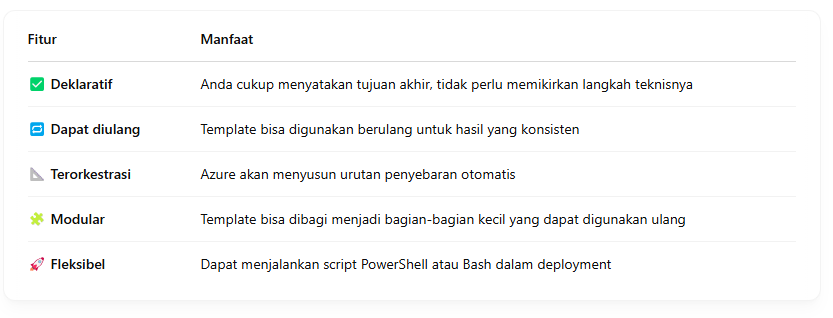 Fitur Manfaat
✅ Deklaratif Anda cukup menyatakan tujuan akhir, tidak perlu memikirkan langkah teknisnya
🔁 Dapat diulang Template bisa digunakan berulang untuk hasil yang konsisten
📐 Terorkestrasi Azure akan menyusun urutan penyebaran otomatis
🧩 Modular Template bisa dibagi menjadi bagian-bagian kecil yang dapat digunakan ulang
🚀 Fleksibel Dapat menjalankan script PowerShell atau Bash dalam deployment